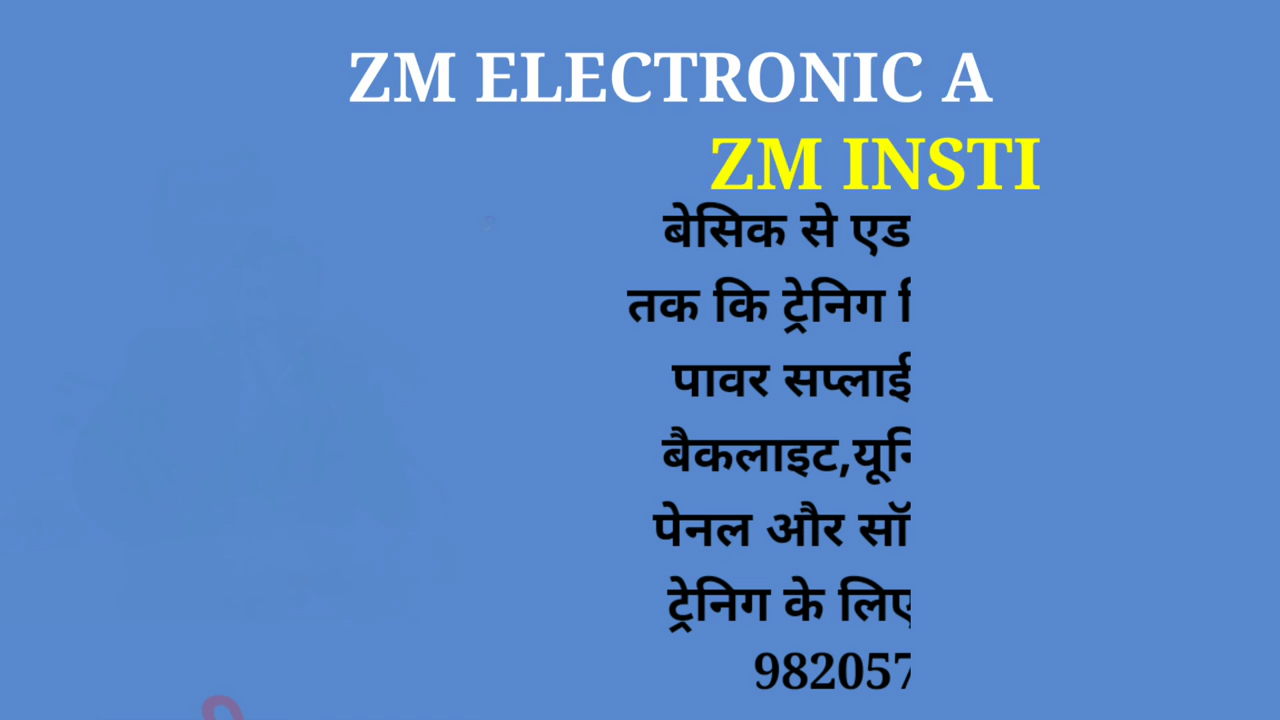 ZM ELECTRONIC A
ZM INSTI
बेसिक से एड
तक कि ट्रेनिग
पावर सप्लाई
बैकलाइट,यूनि
पेनल और सॉ
ट्रेनिग के लिए
982057